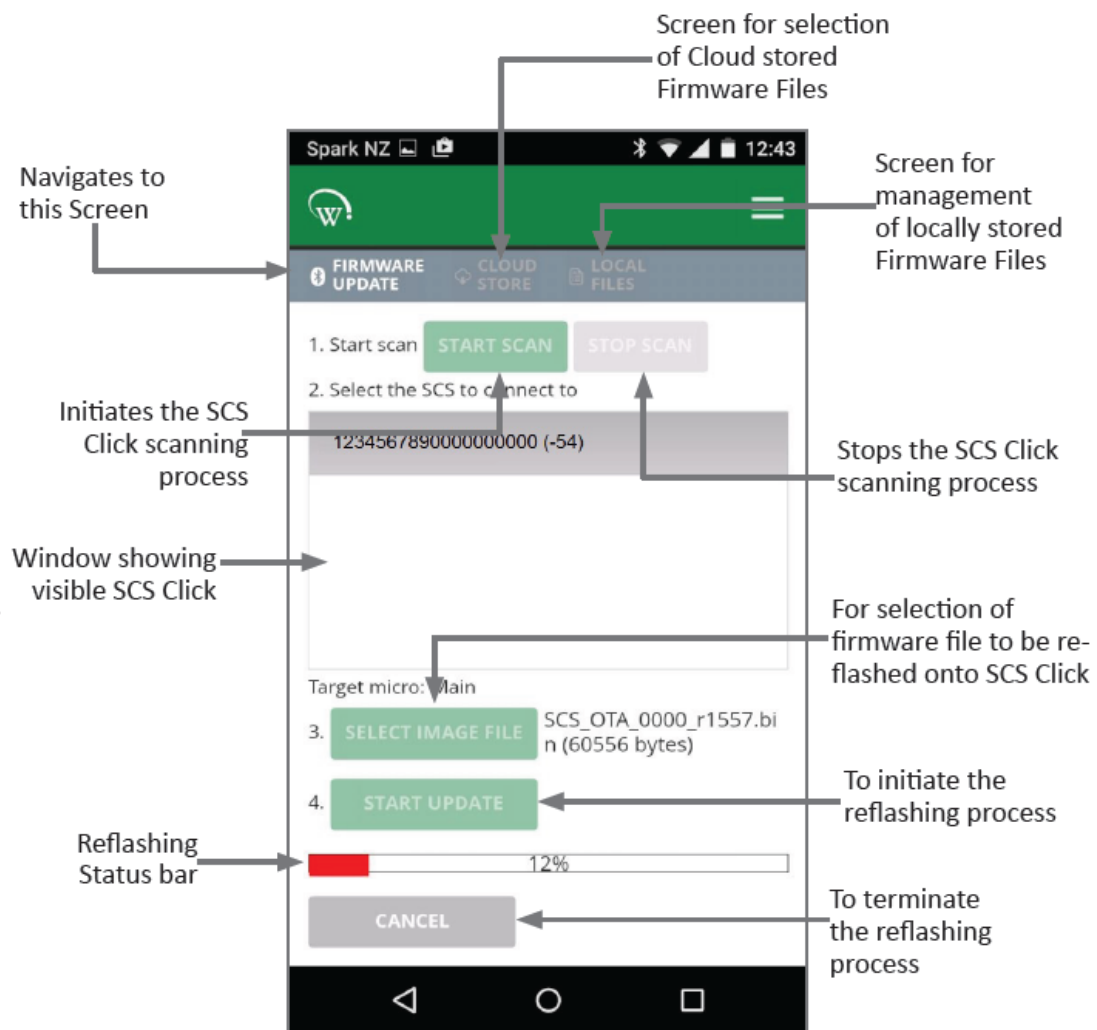 Screen for selection
of Cloud stored
Firmware Files
Spark NZ
12:43
Navigates to
this Screen
Screen for
management
of locally stored
Firmware Files
W
FIRMWARE
UPDATE
CLOUD
STORE
LOCAL
FILES
1. Start scan START SCAN STOP SCAN
2. Select the SCS to connect to
Initiates the SCS
Click scanning
process
1234567890000000000 (-54)
Stops the SCS Click
scanning process
Window showing
visible SCS Click
For selection of
firmware file to be re-
flashed onto SCS Click
Target micro: Main
3. SELECT IMAGE FILE
SCS_OTA_0000_r1557.bi
n (60556 bytes)
4. START UPDATE
To initiate the
reflashing process
Reflashing
Status bar
12%
CANCEL
To terminate
the reflashing
process